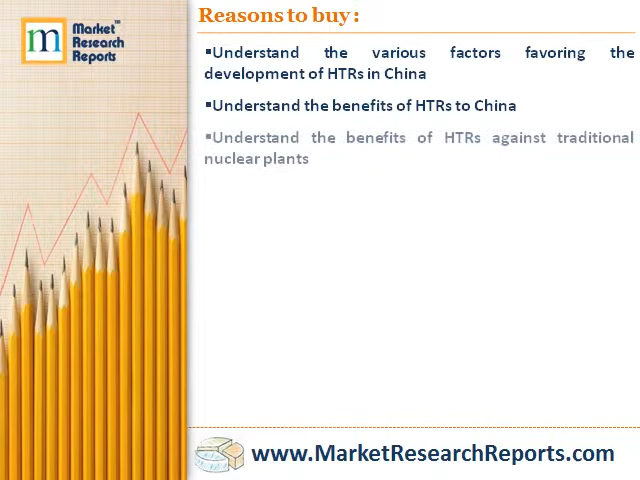 Market™
Research
Reports
Reasons to buy :
▪Understand the various factors favoring the
development of HTRs in China
▪Understand the benefits of HTRs to China
▪Understand the benefits of HTRs against traditional
nuclear plants
www.MarketResearchReports.com